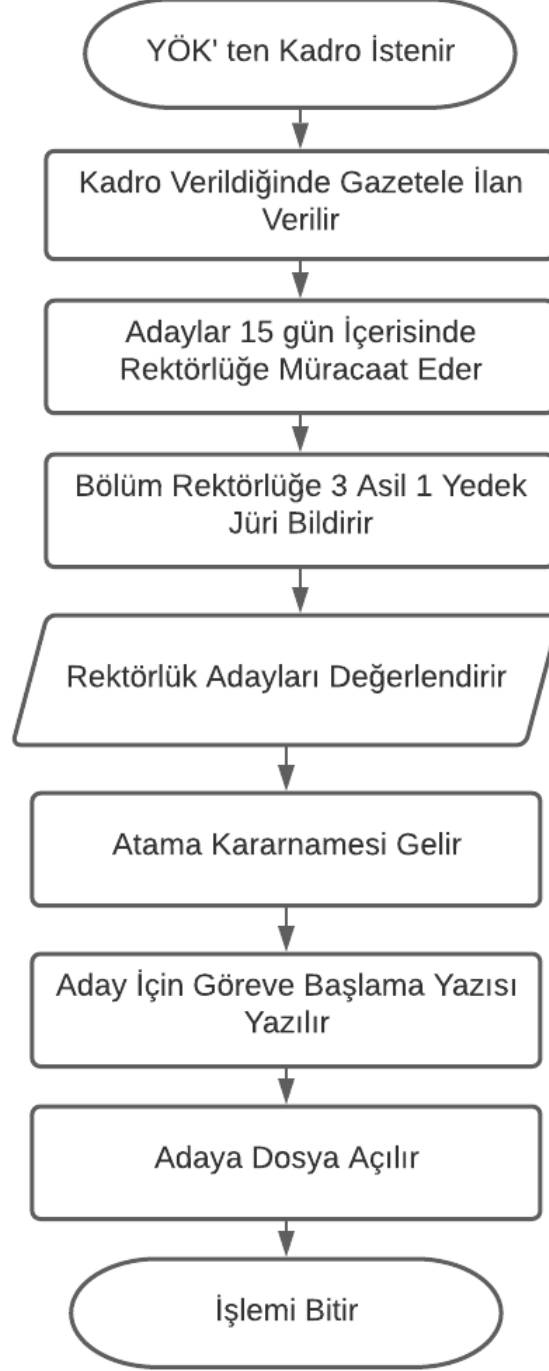 YÖK' ten Kadro İstenir
Kadro Verildiğinde Gazetele İlan
Verilir
Adaylar 15 gün İçerisinde
Rektörlüğe Müracaat Eder
Bölüm Rektörlüğe 3 Asil 1 Yedek
Jüri Bildirir
Rektörlük Adayları Değerlendirir
Atama Kararnamesi Gelir
Aday İçin Göreve Başlama Yazısı
Yazılır
Adaya Dosya Açılır
İşlemi Bitir